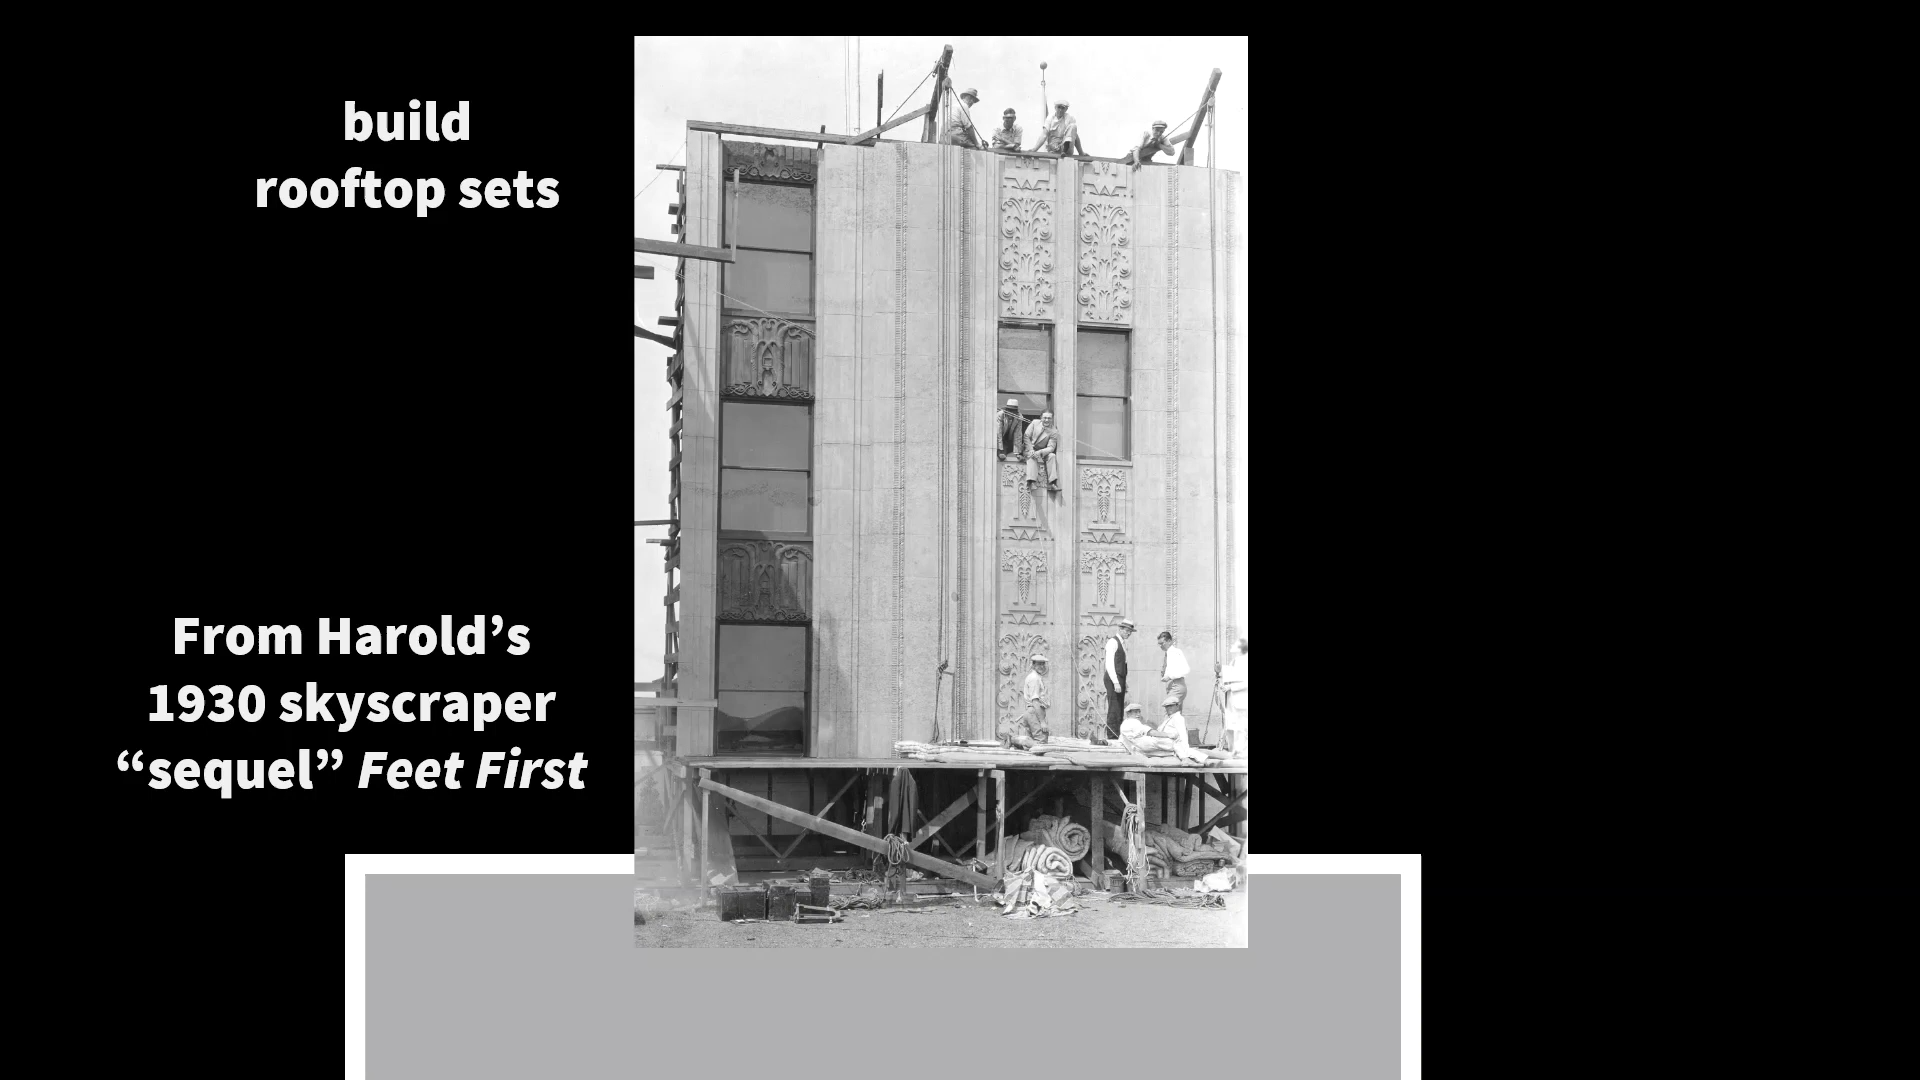 build
rooftop sets
From Harold’s
1930 skyscraper
“sequel” Feet First